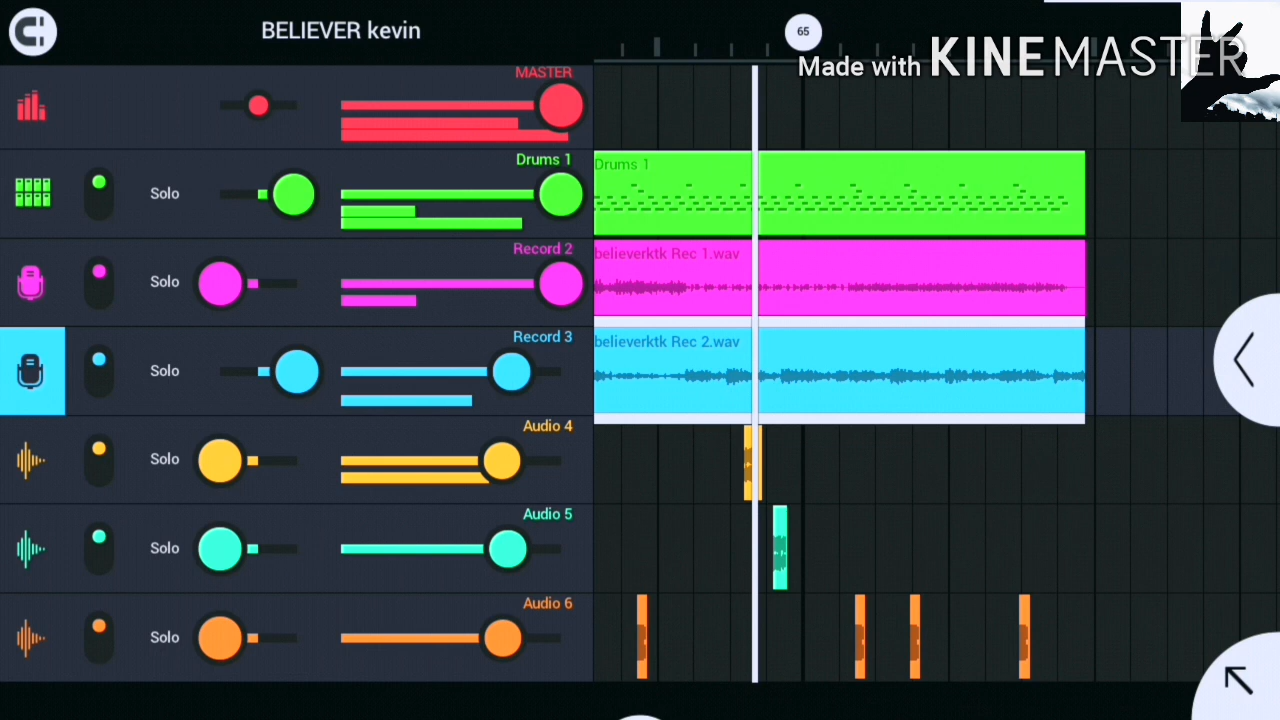 BELIEVER kevin
65
Made with KINEMASTER
MASTER
Drums 1
Solo
Drums 1
Record 2
Solo
believerktk Rec 1.wav
Record 3
Solo
believerktk Rec 2.wav
Audio 4
Solo
Audio 5
Solo
Audio 6
Solo